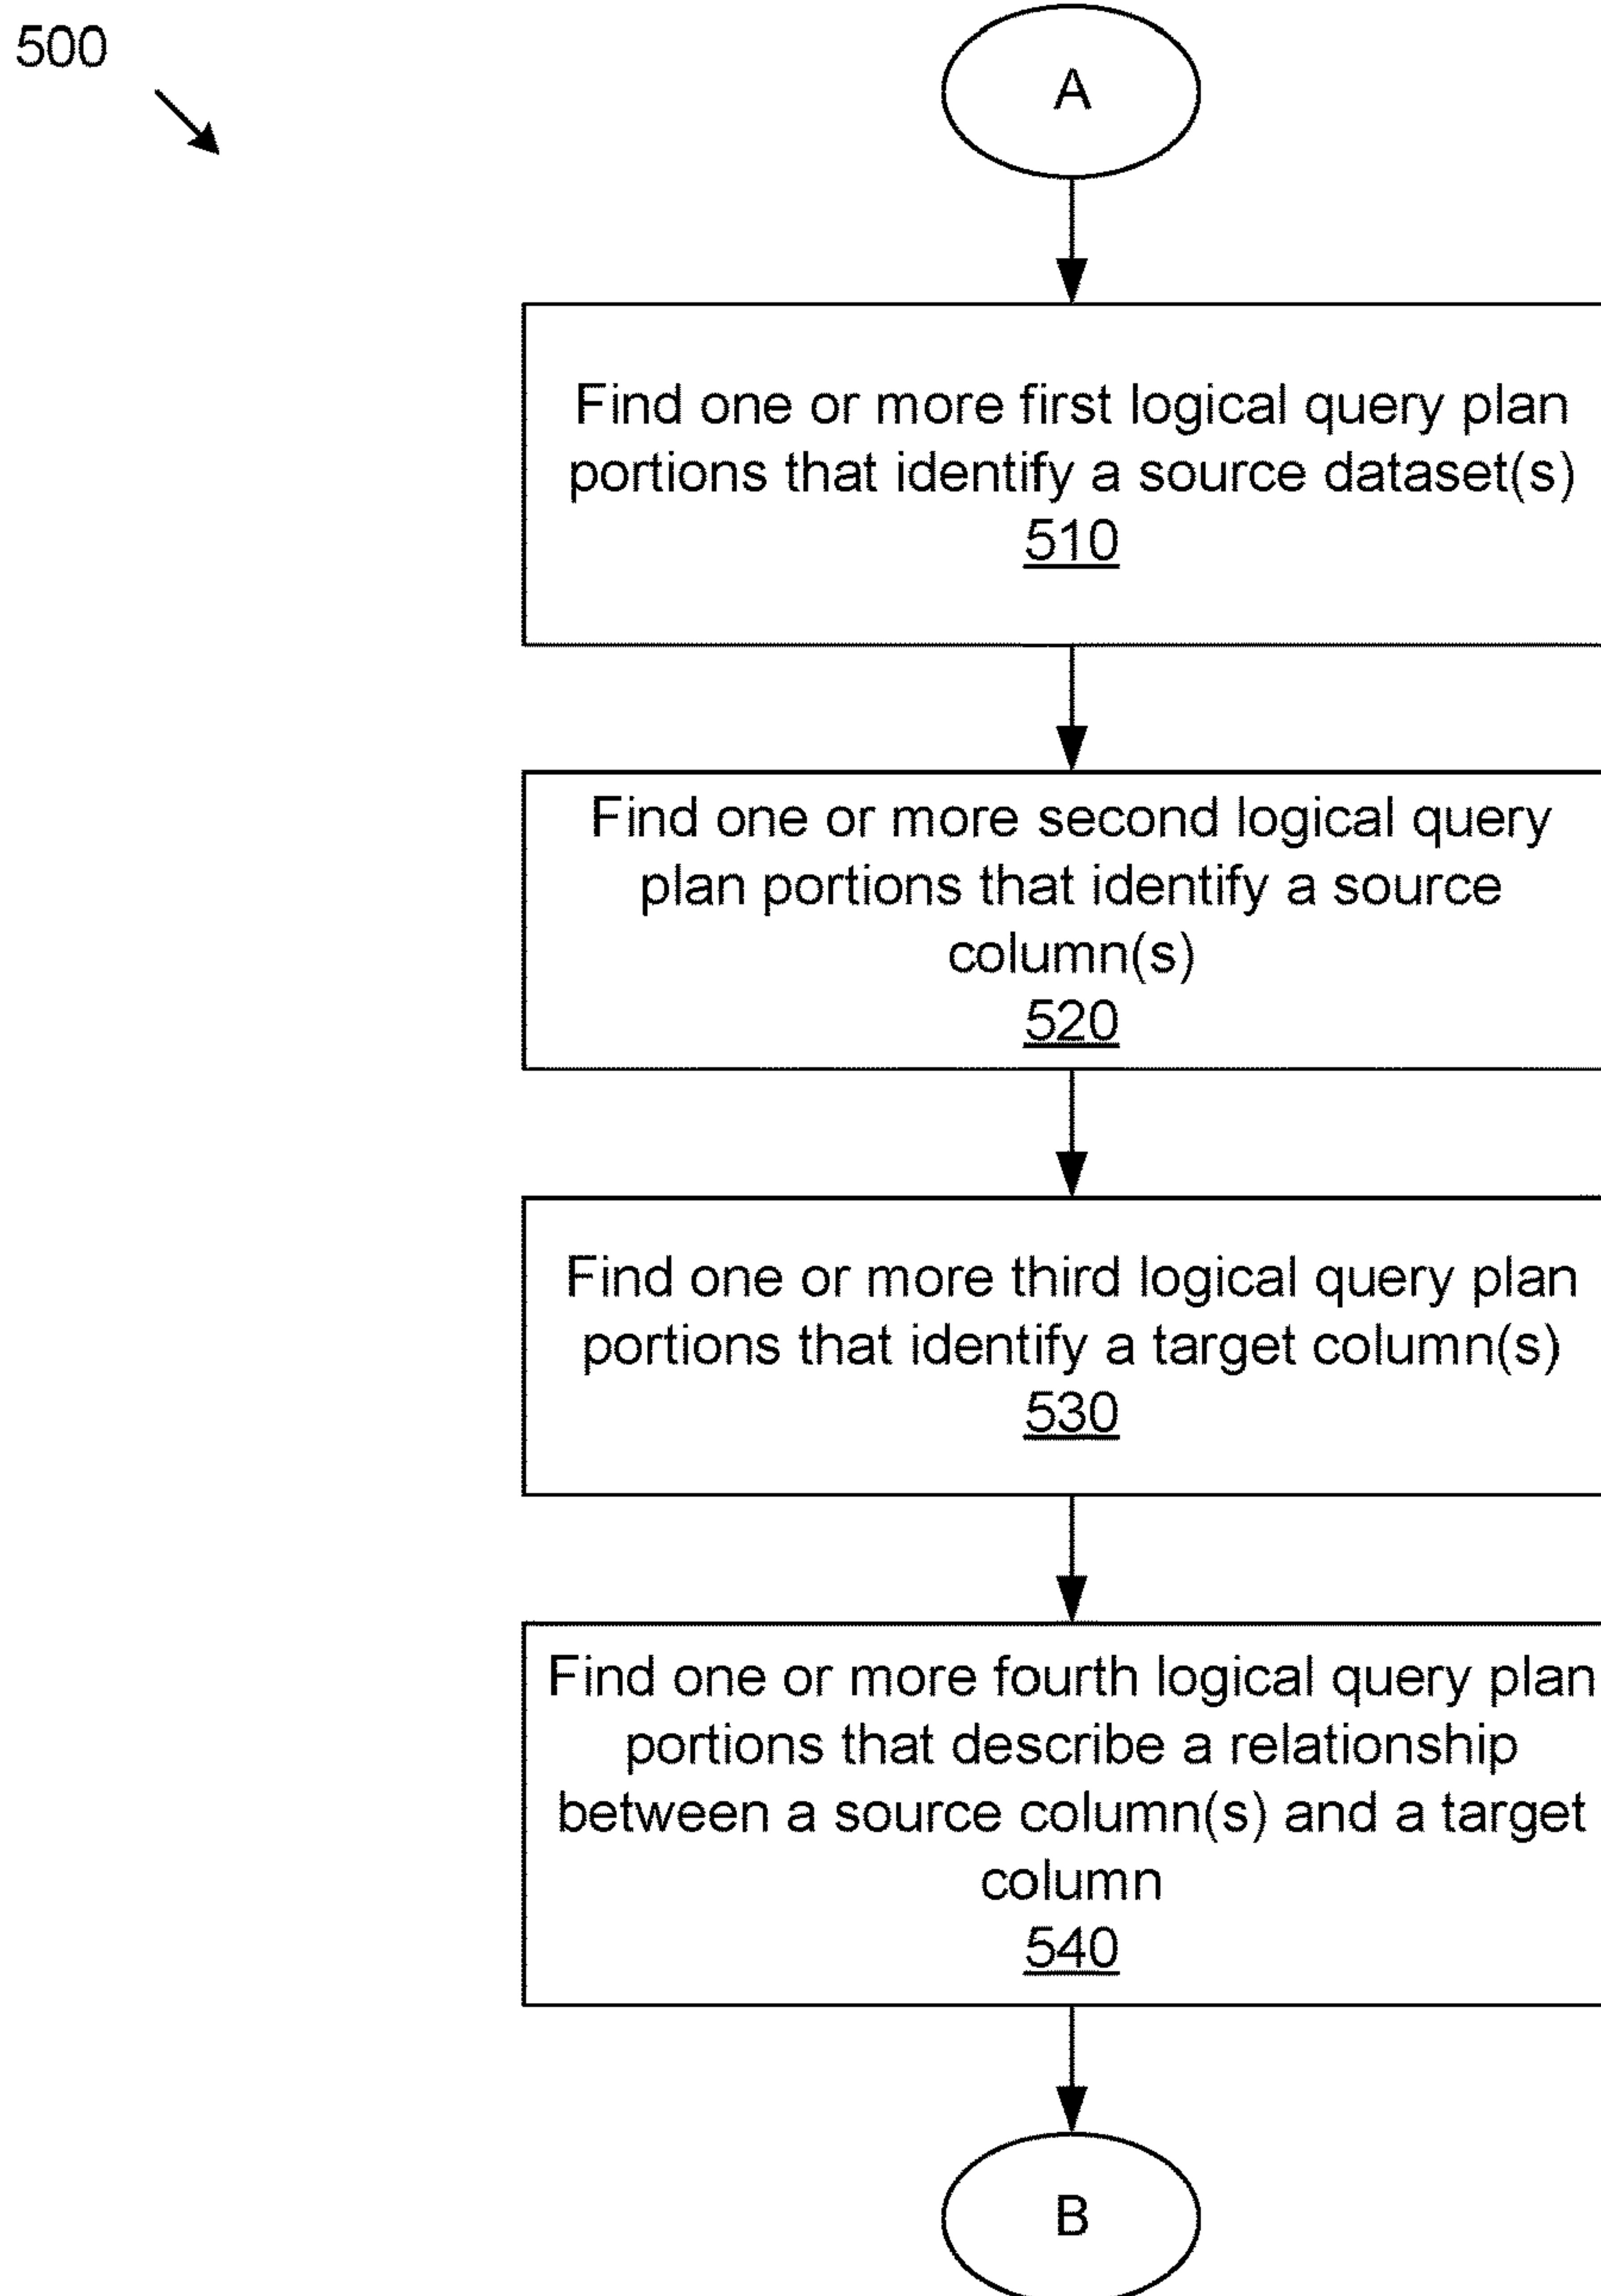 500
A
Find one or more first logical query plan
portions that identify a source dataset(s)
510
Find one or more second logical query
plan portions that identify a source
column(s)
520
Find one or more third logical query plan
portions that identify a target column(s)
530
Find one or more fourth logical query plan
portions that describe a relationship
between a source column(s) and a target
column
540
B